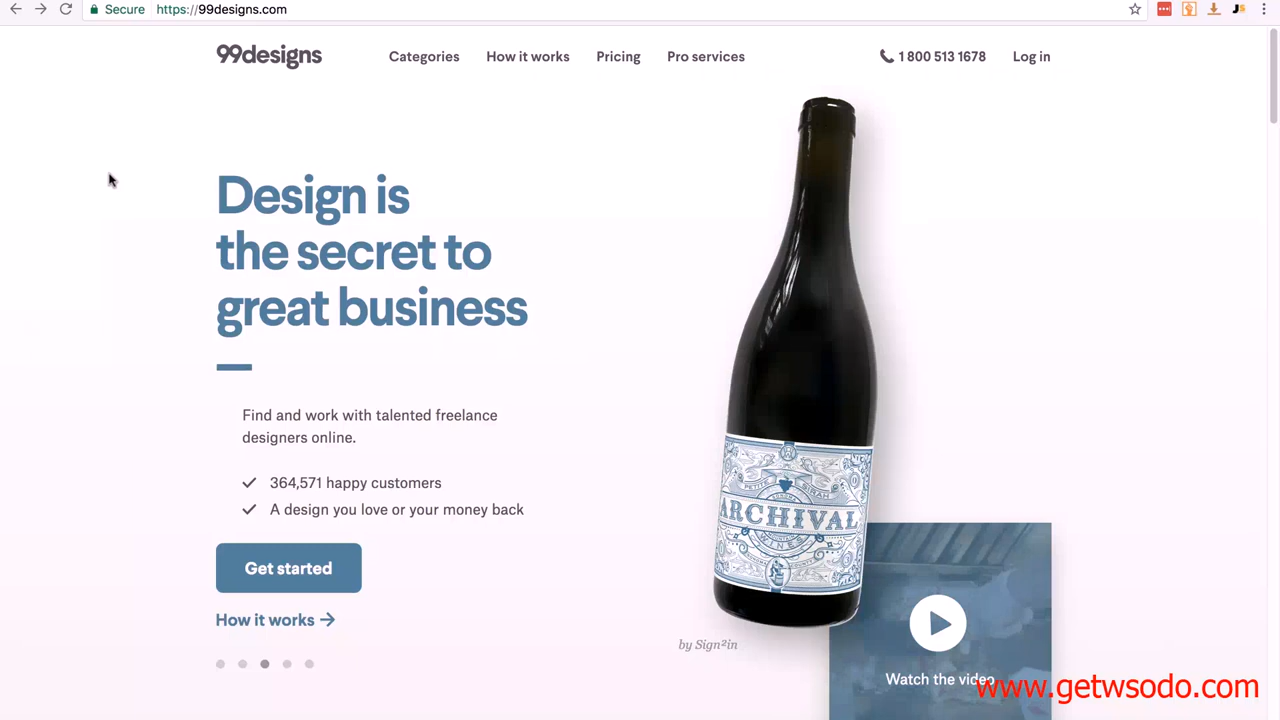 Secure https://99designs.com
99designs
Categories How it works Pricing Pro services
1 800 513 1678 Log in
Design is
the secret to
great business
Find and work with talented freelance
designers online.
364,571 happy customers
A design you love or your money back
Get started
How it works →
PETITE SIRAH
ARCHIVAL
WINES
by Sign²in
Watch the video
www.getwsodo.com